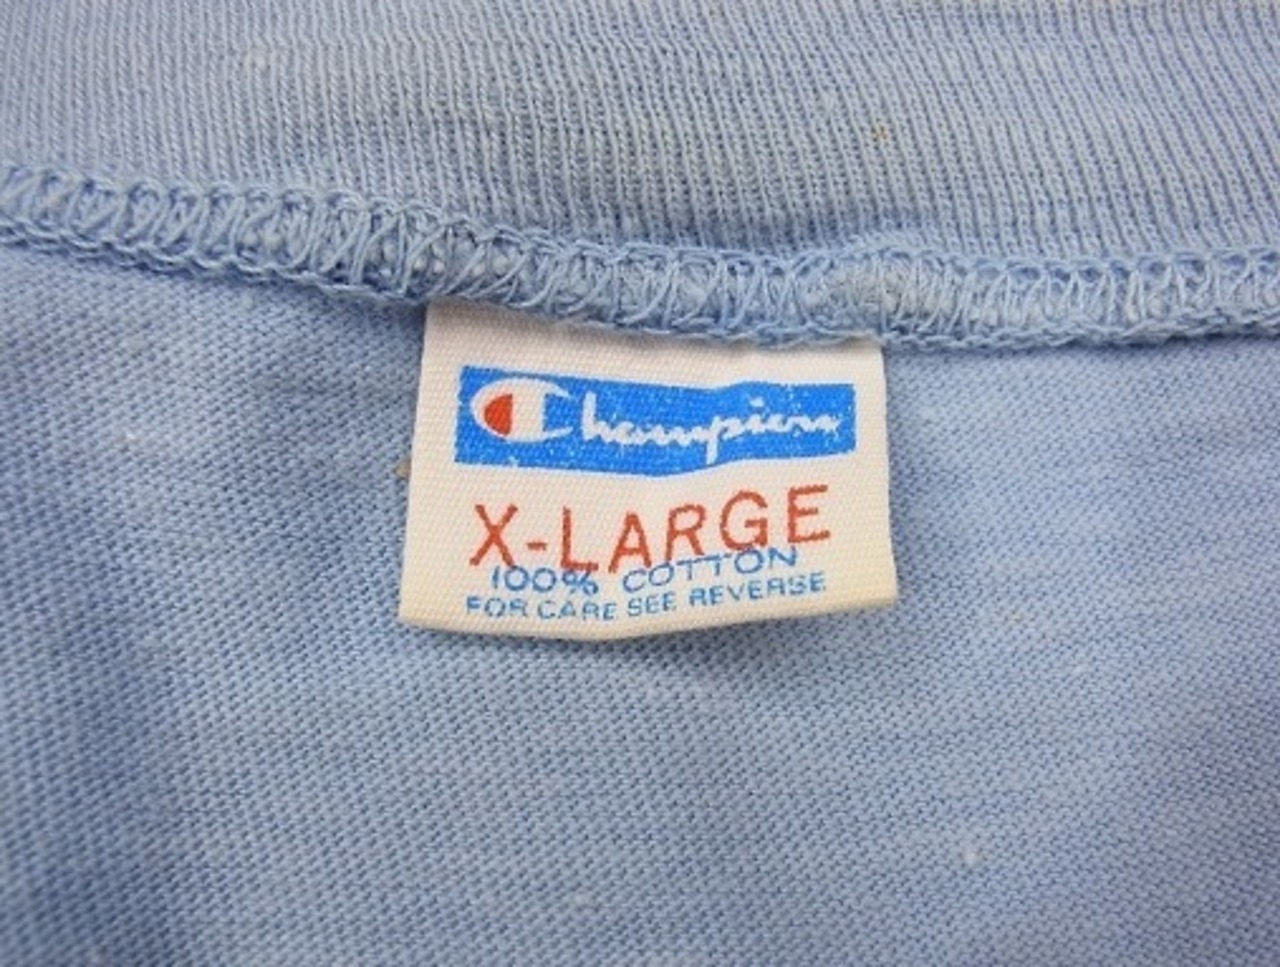 Champion
X-LARGE
100% COTTON
FOR CARE SEE REVERSE